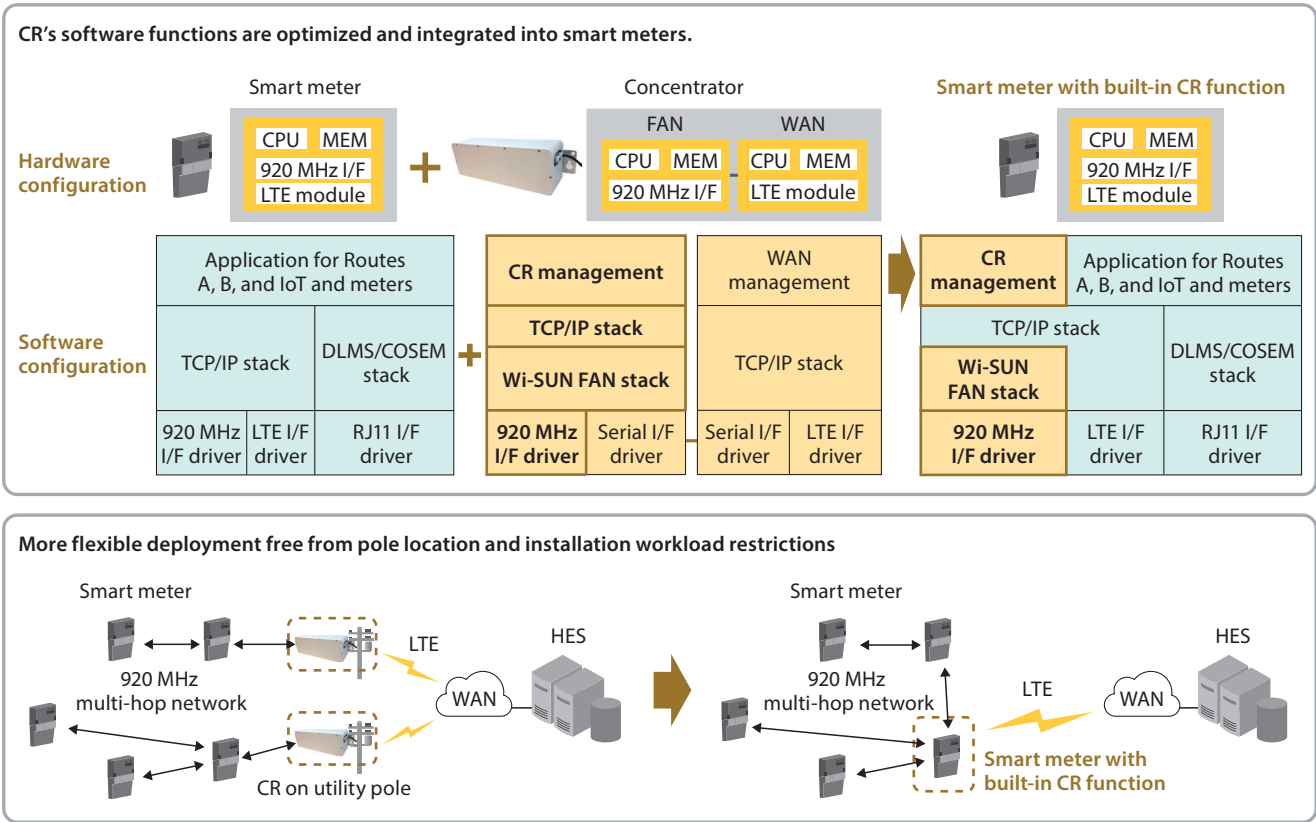 CR's software functions are optimized and integrated into smart meters.
Smart meter
Concentrator
Smart meter with built-in CR function
Hardware
configuration
CPU MEM
920 MHz I/F
LTE module
FAN
CPU MEM
920 MHz I/F
WAN
CPU MEM
LTE module
CPU MEM
920 MHz I/F
LTE module
Software
configuration
Application for Routes
A, B, and IoT and meters
TCP/IP stack
DLMS/COSEM
stack
920 MHz
I/F driver
LTE I/F
driver
RJ11 I/F
driver
CR management
TCP/IP stack
Wi-SUN FAN stack
920 MHz
I/F driver
Serial I/F
driver
WAN
management
TCP/IP stack
Serial I/F
driver
LTE I/F
driver
CR
management
Application for Routes
A, B, and IoT and meters
TCP/IP stack
DLMS/COSEM
stack
Wi-SUN
FAN stack
920 MHz
I/F driver
LTE I/F
driver
RJ11 I/F
driver
More flexible deployment free from pole location and installation workload restrictions
Smart meter
920 MHz
multi-hop network
LTE
WAN
HES
CR on utility pole
Smart meter
920 MHz
multi-hop network
LTE
WAN
HES
Smart meter with
built-in CR function